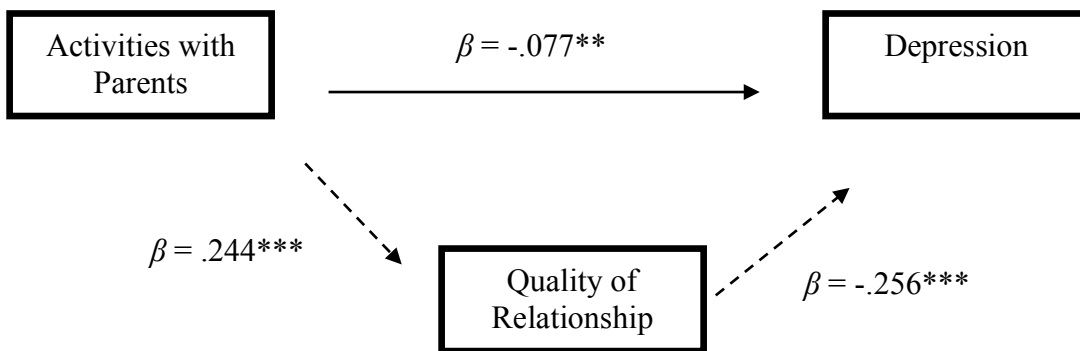 Activities with
Parents
β = -.077**
Depression
β = .244***
Quality of
Relationship
β = -.256***